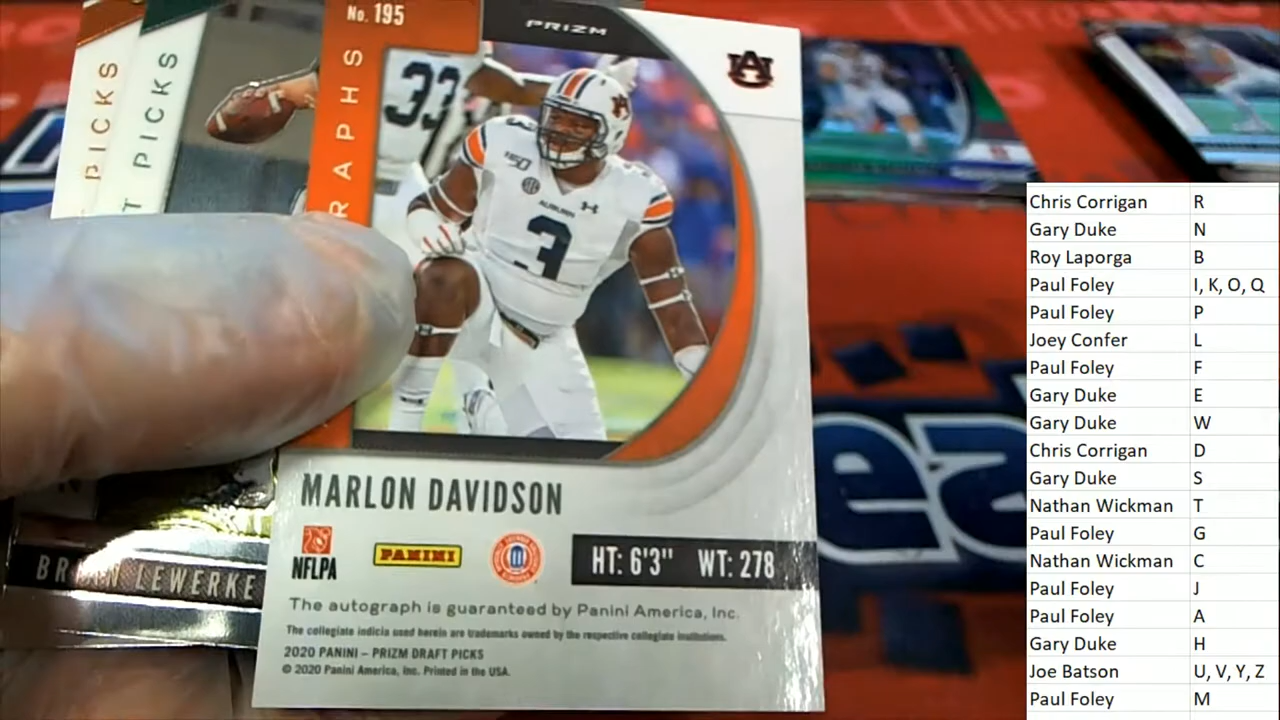 No. 195
PRIZM
PICKS
T PICKS
RAPHS
33
3
150
SEC
AUBURN
3
MARLON DAVIDSON
NFLPA
PANINI
HT: 6'3" WT: 278
The autograph is guaranteed by Panini America, Inc.
The collegiate indicia used herein are trademarks owned by the respective collegiate institutions.
2020 PANINI – PRIZM DRAFT PICKS
© 2020 Panini America, Inc. Printed in the USA.
LEWERKE
Chris Corrigan R
Gary Duke N
Roy Laporga B
Paul Foley I, K, O, Q
Paul Foley P
Joey Confer L
Paul Foley F
Gary Duke E
Gary Duke W
Chris Corrigan D
Gary Duke S
Nathan Wickman T
Paul Foley G
Nathan Wickman C
Paul Foley J
Paul Foley A
Gary Duke H
Joe Batson U, V, Y, Z
Paul Foley M